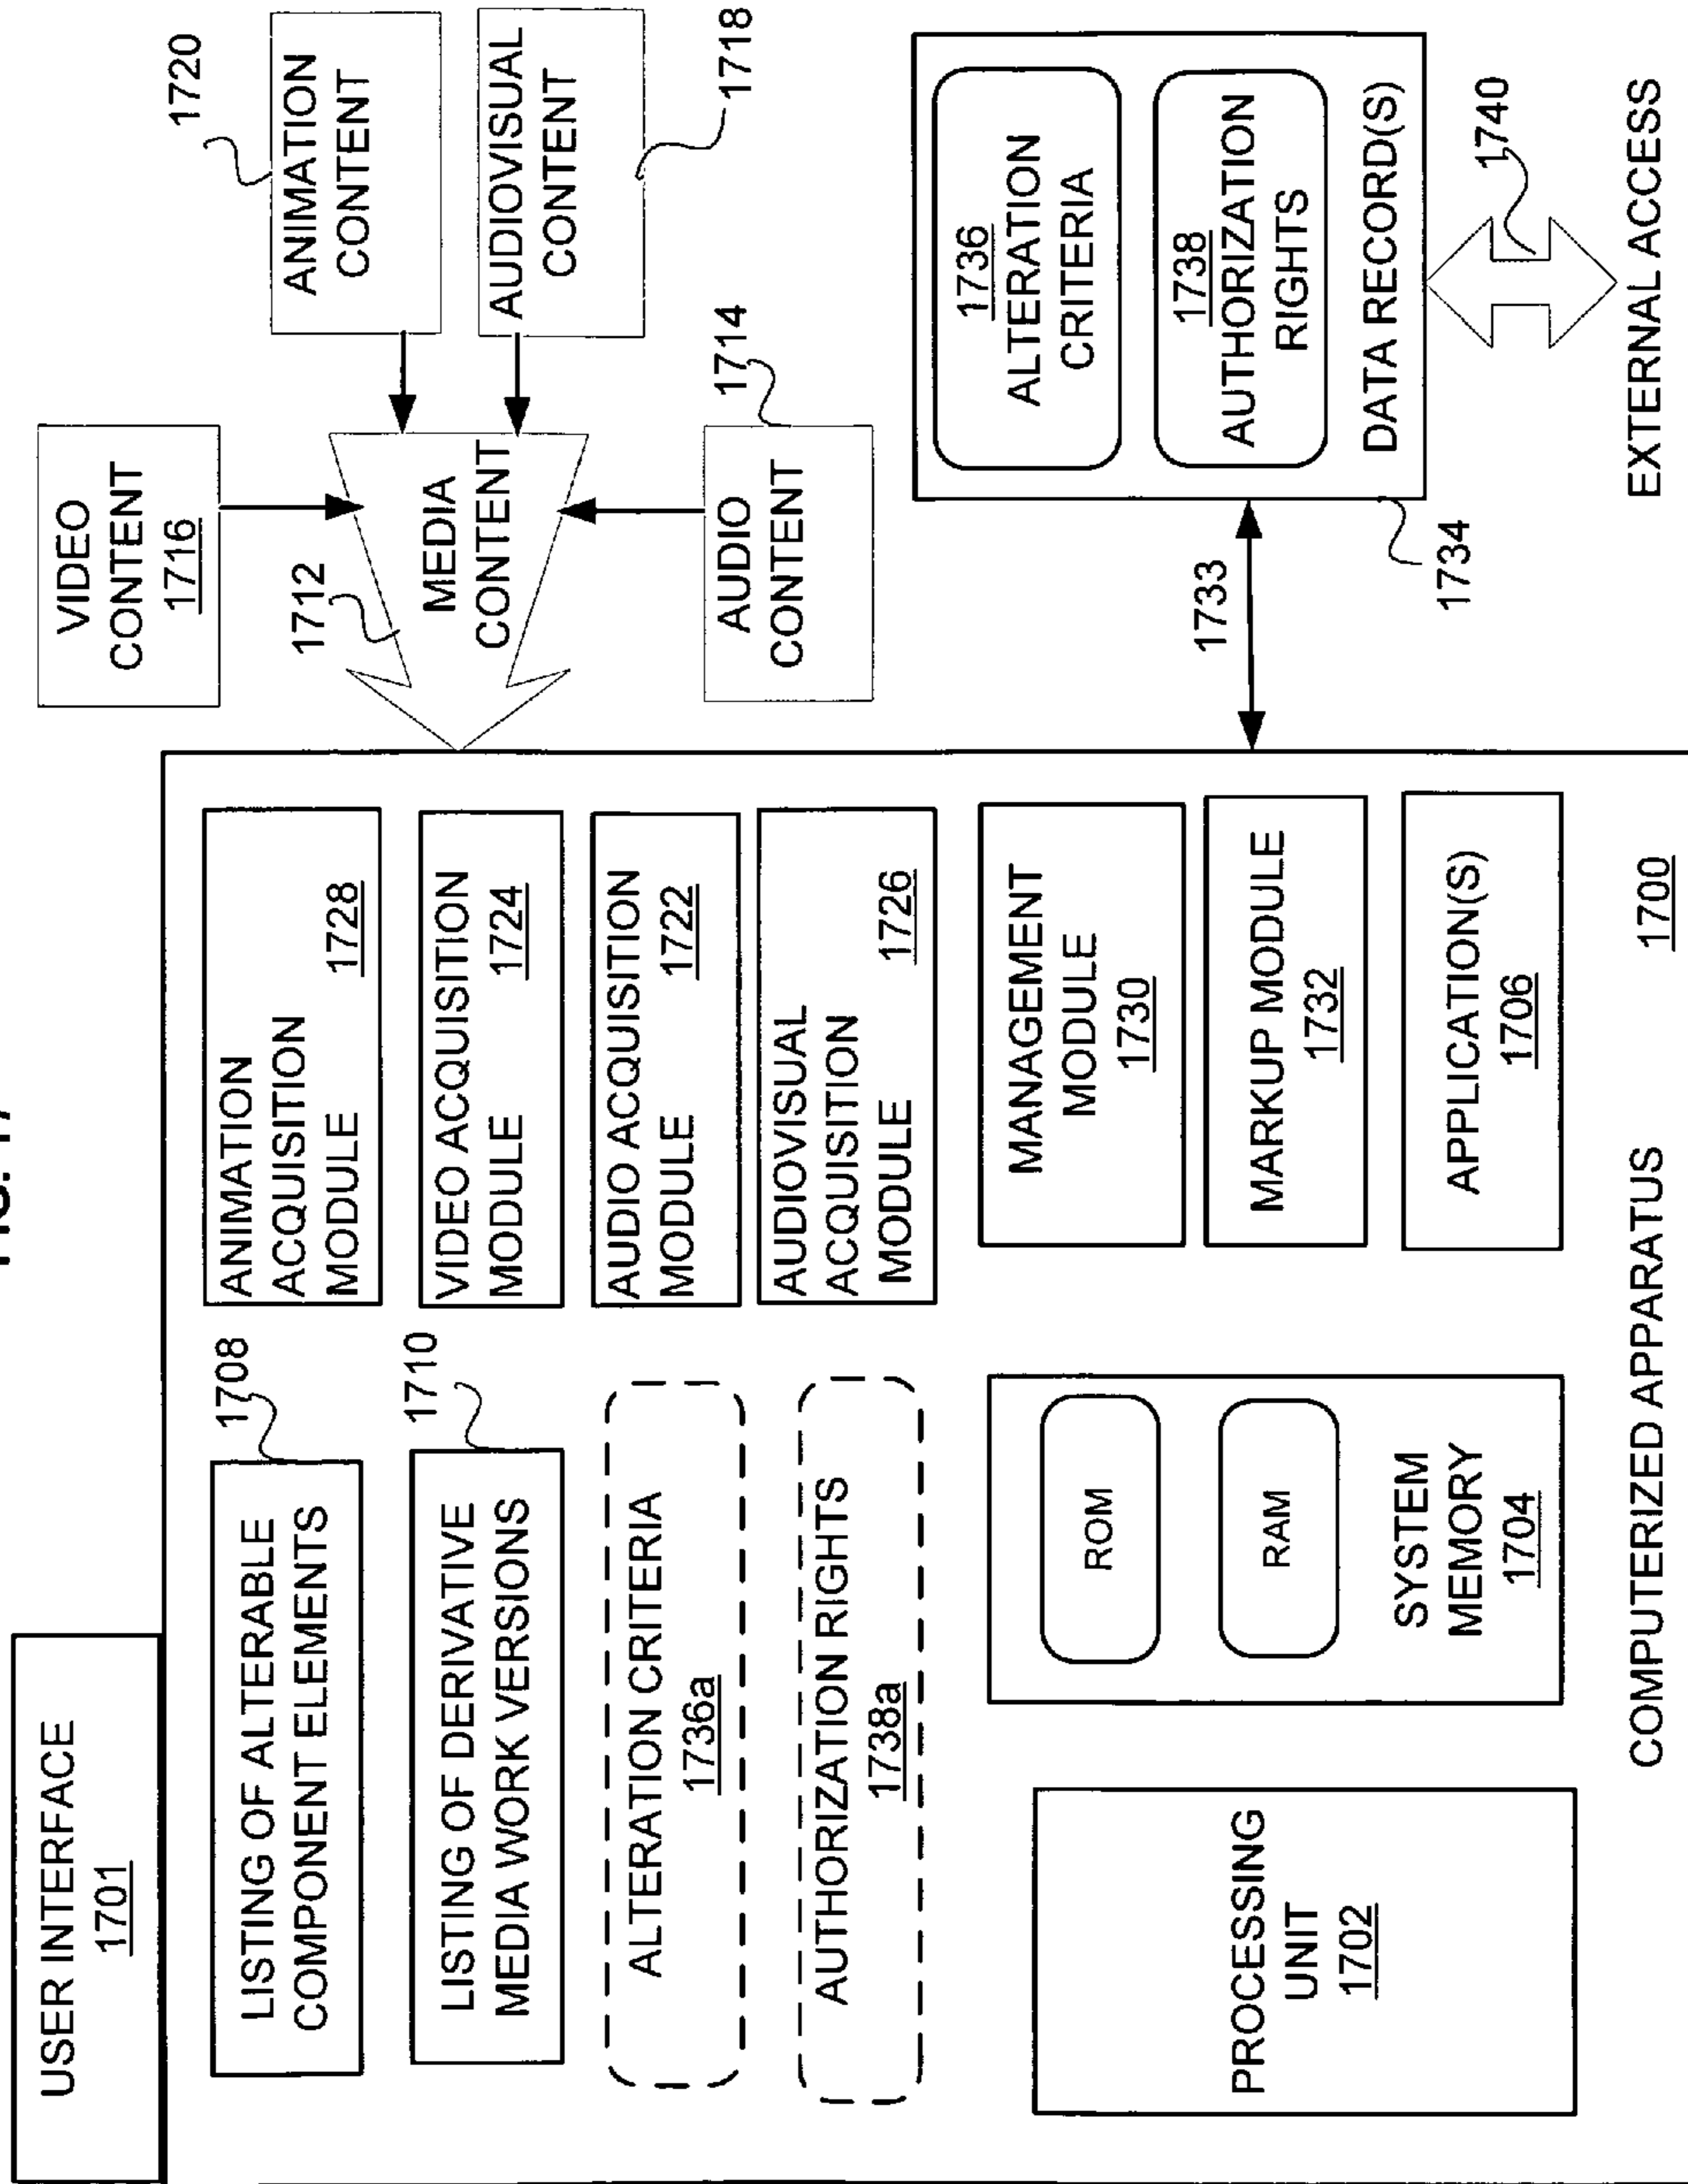 FIG. 17
USER INTERFACE
1701
LISTING OF ALTERABLE
COMPONENT ELEMENTS
1708
LISTING OF DERIVATIVE
MEDIA WORK VERSIONS
1710
ALTERATION CRITERIA
1736a
AUTHORIZATION RIGHTS
1738a
PROCESSING
UNIT
1702
ROM
RAM
SYSTEM
MEMORY
1704
ANIMATION
ACQUISITION
MODULE 1728
VIDEO ACQUISITION
MODULE 1724
AUDIO ACQUISITION
MODULE 1722
AUDIOVISUAL
ACQUISITION
MODULE 1726
MANAGEMENT
MODULE
1730
MARKUP MODULE
1732
APPLICATION(S)
1706
COMPUTERIZED APPARATUS 1700
VIDEO
CONTENT
1716
1712
MEDIA
CONTENT
1720
ANIMATION
CONTENT
AUDIOVISUAL
CONTENT
1718
1714
AUDIO
CONTENT
1733
1734
1736
ALTERATION
CRITERIA
1738
AUTHORIZATION
RIGHTS
DATA RECORD(S)
1740
EXTERNAL ACCESS